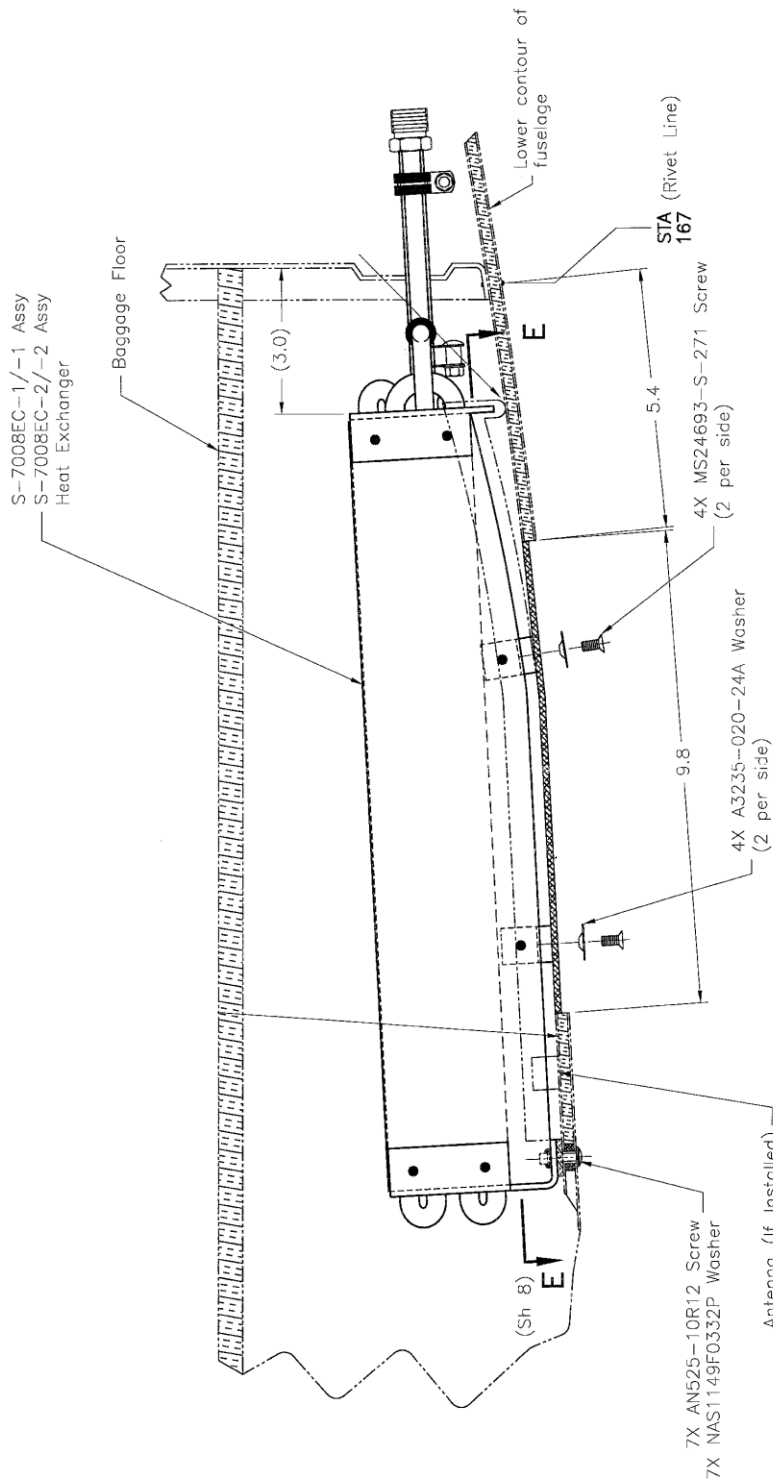 S-7008EC-1/-1 Assy
S-7008EC-2/-2 Assy
Heat Exchanger
Baggage Floor
(3.0)
Lower contour of
fuselage
STA
167
(Rivet Line)
E
5.4
4X MS24693-S-271 Screw
(2 per side)
9.8
4X A3235-020-24A Washer
(2 per side)
(Sh 8)
E
7X AN525-10R12 Screw
7X NAS1149F0332P Washer
Antenna (If Installed)